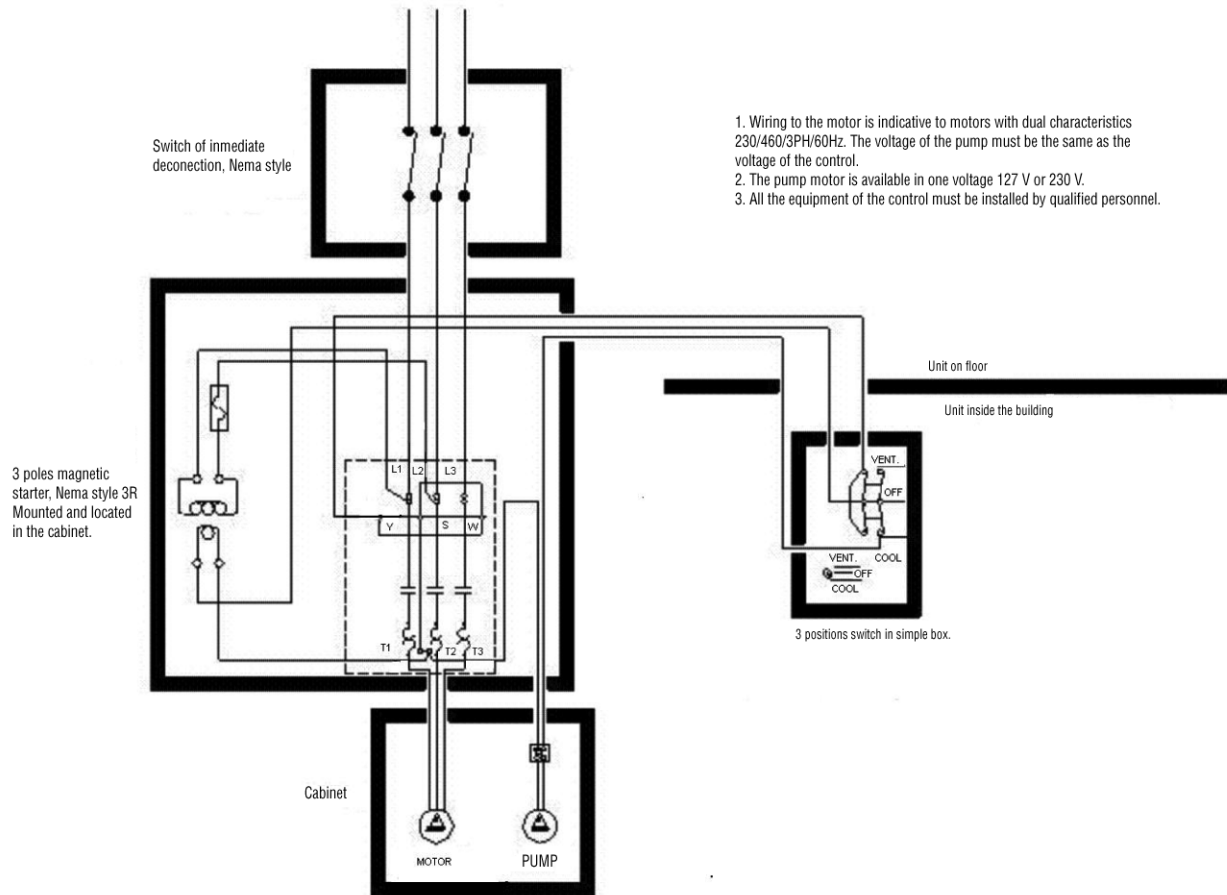 Switch of inmediate
deconection, Nema style
1. Wiring to the motor is indicative to motors with dual characteristics
230/460/3PH/60Hz. The voltage of the pump must be the same as the
voltage of the control.
2. The pump motor is available in one voltage 127 V or 230 V.
3. All the equipment of the control must be installed by qualified personnel.
Unit on floor
Unit inside the building
3 poles magnetic
starter, Nema style 3R
Mounted and located
in the cabinet.
L1 L2 L3
Y S W
T1 T2 T3
VENT.
OFF
COOL
VENT.
OFF
COOL
3 positions switch in simple box.
Cabinet
MOTOR
PUMP